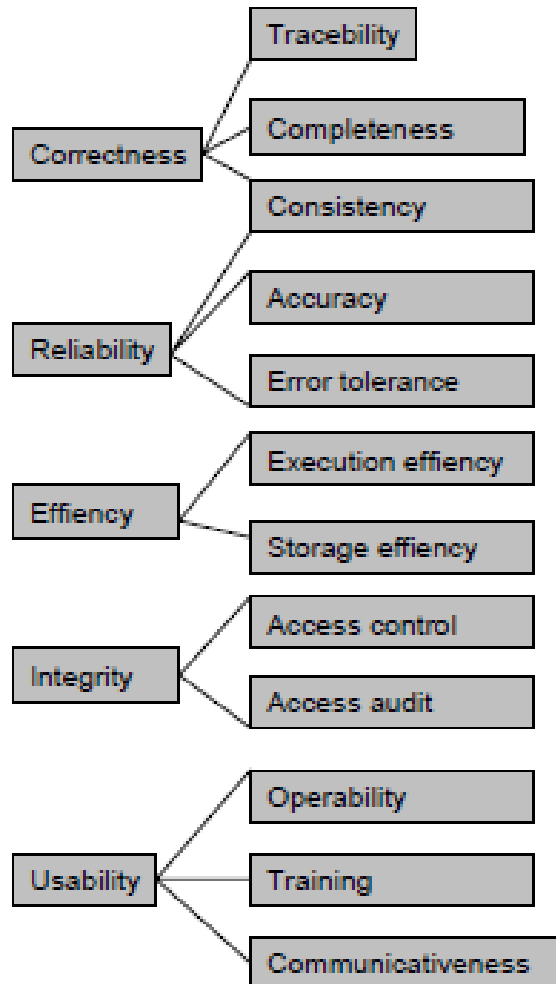 Tracebility
Completeness
Correctness
Consistency
Accuracy
Reliability
Error tolerance
Execution effiency
Effiency
Storage effiency
Access control
Integrity
Access audit
Operability
Usability
Training
Communicativeness